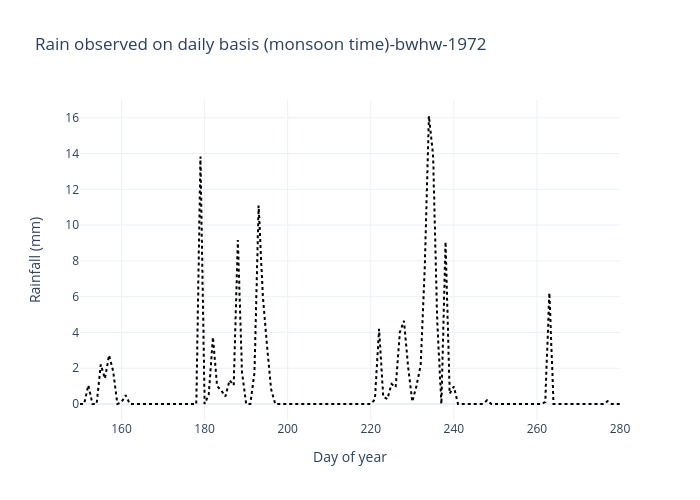 Rain observed on daily basis (monsoon time)-bwhw-1972
16
14
12
10
8
6
4
2
0
Rainfall (mm)
160 180 200 220 240 260 280
Day of year